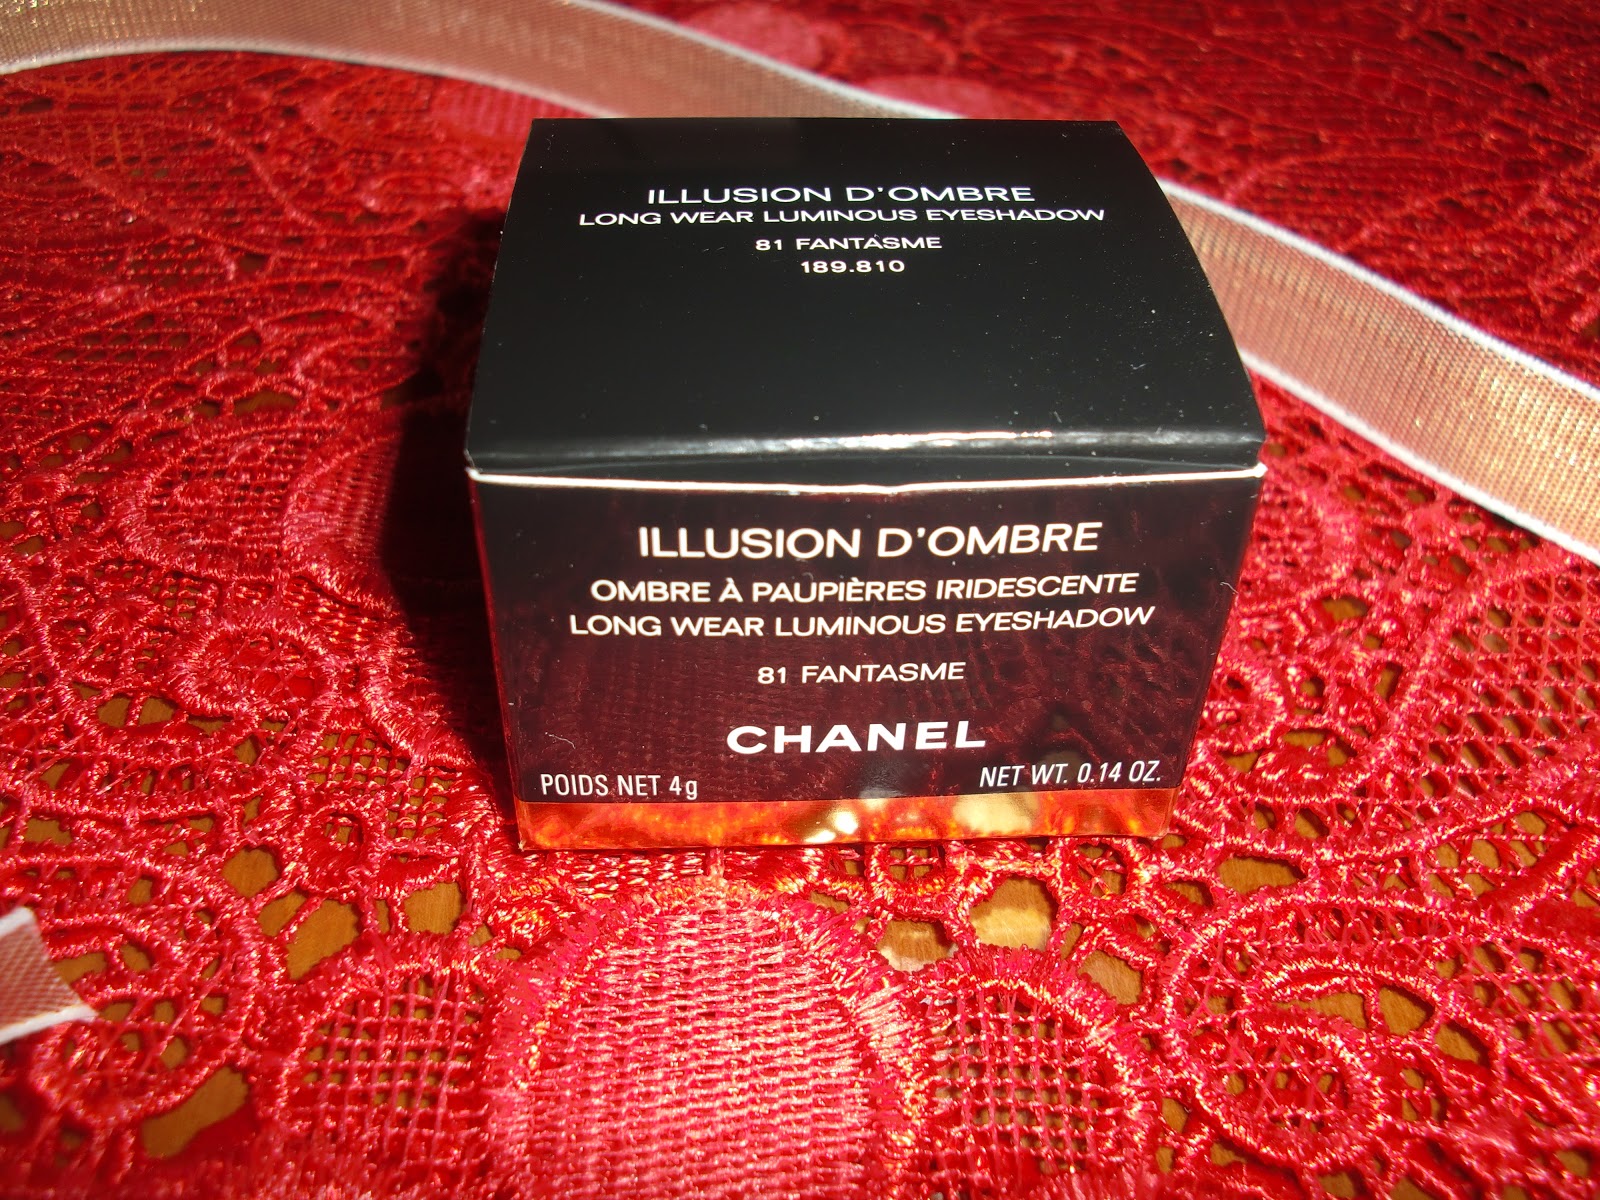 ILLUSION D'OMBRE
LONG WEAR LUMINOUS EYESHADOW
81 FANTASME
189.810
ILLUSION D'OMBRE
OMBRE À PAUPIÈRES IRIDESCENTE
LONG WEAR LUMINOUS EYESHADOW
81 FANTASME
CHANEL
POIDS NET 4g NET WT. 0.14 OZ.